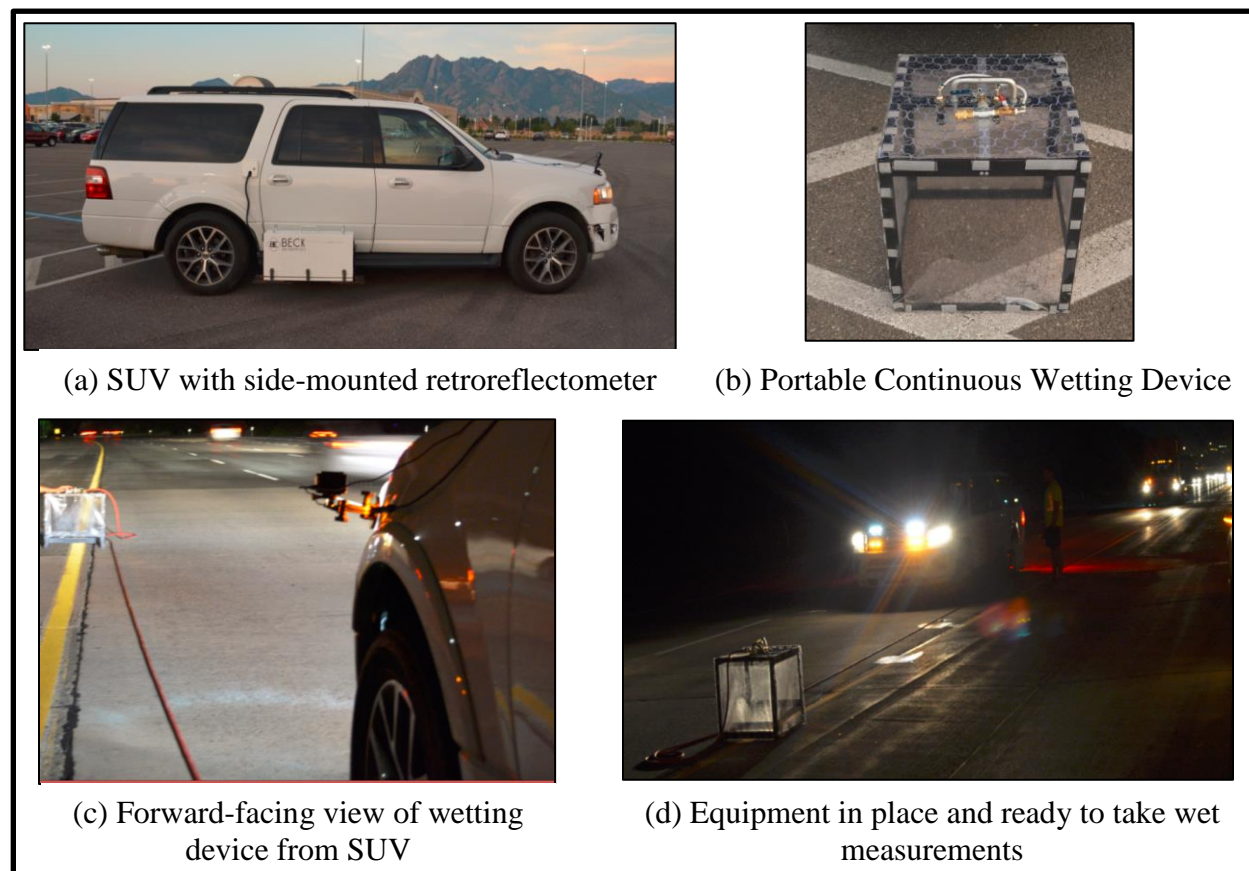 BECK
(a) SUV with side-mounted retroreflectometer
(b) Portable Continuous Wetting Device
(c) Forward-facing view of wetting
device from SUV
(d) Equipment in place and ready to take wet
measurements